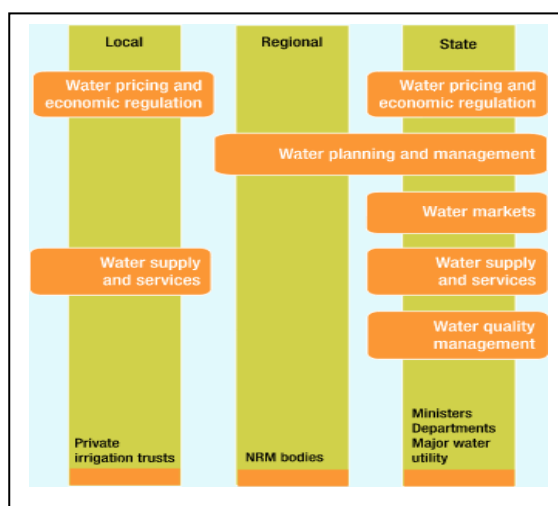 Local
Regional
State
Water pricing and
economic regulation
Water pricing and
economic regulation
Water planning and management
Water markets
Water supply
and services
Water supply
and services
Water quality
management
Private
irrigation trusts
NRM bodies
Ministers
Departments
Major water
utility